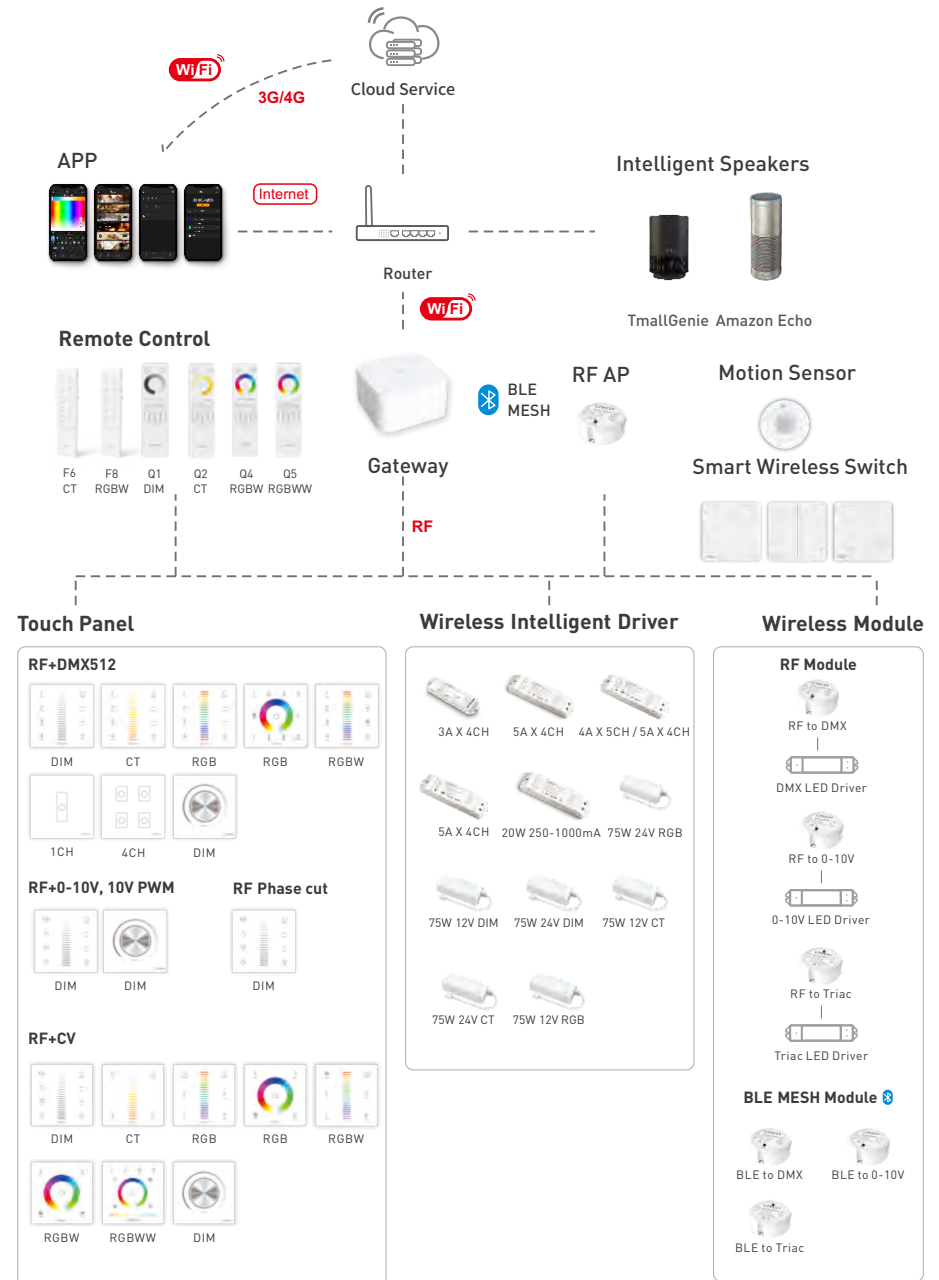 WiFi
3G/4G
Cloud Service
APP
Internet
Intelligent Speakers
Router
WiFi
TmallGenie Amazon Echo
Remote Control
BLE
MESH
RF AP
Motion Sensor
Gateway
Smart Wireless Switch
F6 F8 Q1 Q2 Q4 Q5
CT RGBW DIM CT RGBW RGBWW
RF
Touch Panel
Wireless Intelligent Driver
Wireless Module
RF+DMX512
DIM CT RGB RGB RGBW
1CH 4CH DIM
RF+0-10V, 10V PWM
RF Phase cut
DIM DIM DIM
RF+CV
DIM CT RGB RGB RGBW
RGBW RGBWW DIM
3A X 4CH 5A X 4CH 4A X 5CH / 5A X 4CH
5A X 4CH 20W 250-1000mA 75W 24V RGB
75W 12V DIM 75W 24V DIM 75W 12V CT
75W 24V CT 75W 12V RGB
RF Module
RF to DMX
DMX LED Driver
RF to 0-10V
0-10V LED Driver
RF to Triac
Triac LED Driver
BLE MESH Module
BLE to DMX BLE to 0-10V
BLE to Triac